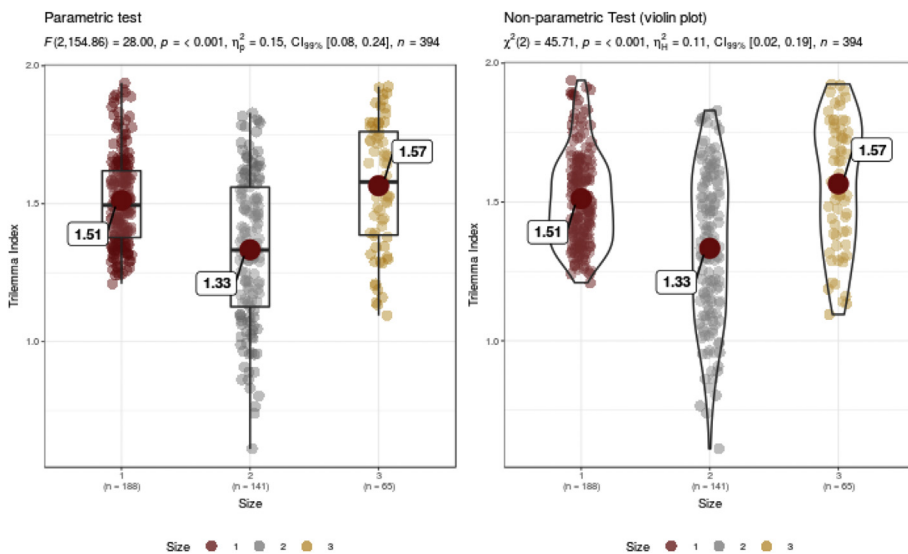 Parametric test
F(2,154.86) = 28.00, p = < 0.001, η²p = 0.15, CI99% [0.08, 0.24], n = 394
2.0
1.5
1.0
Trilemma Index
1.51
1.33
1.57
1
(n = 188)
2
(n = 141)
3
(n = 65)
Size
Size 1 2 3
Non-parametric Test (violin plot)
χ²(2) = 45.71, p = < 0.001, η²H = 0.11, CI99% [0.02, 0.19], n = 394
2.0
1.5
1.0
Trilemma Index
1.51
1.33
1.57
1
(n = 188)
2
(n = 141)
3
(n = 65)
Size
Size 1 2 3